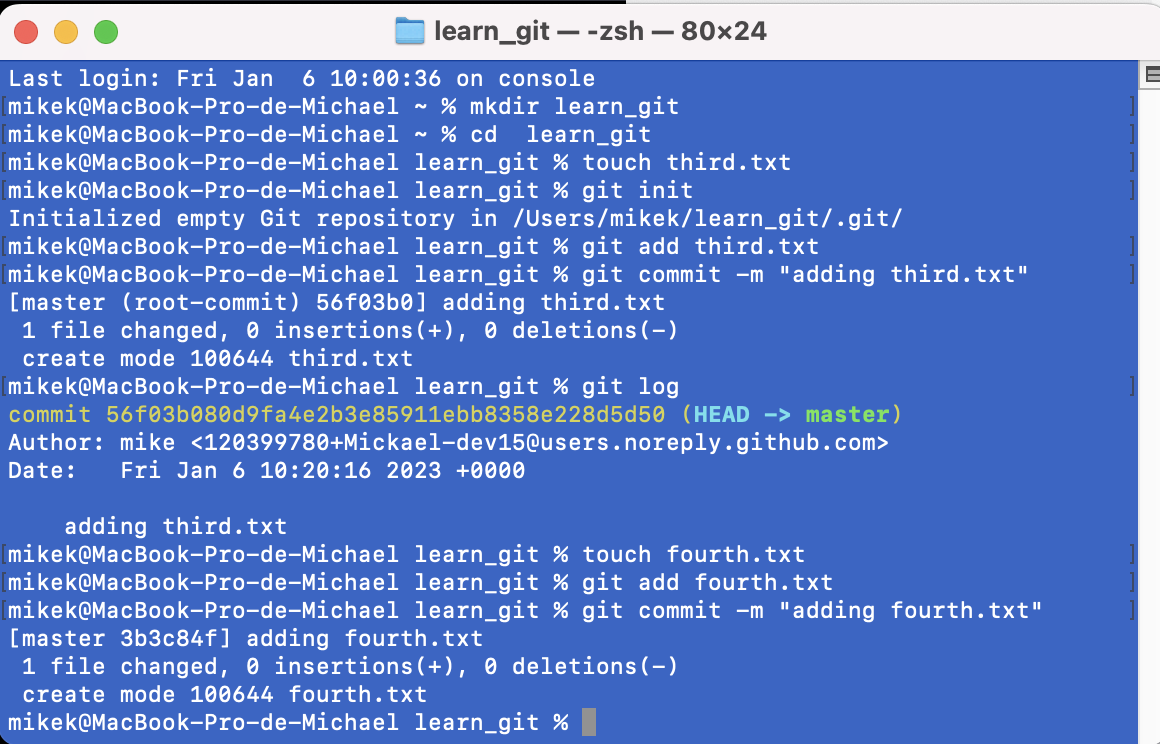 learn_git — -zsh — 80×24
Last login: Fri Jan  6 10:00:36 on console
[mikek@MacBook-Pro-de-Michael ~ % mkdir learn_git ]
[mikek@MacBook-Pro-de-Michael ~ % cd  learn_git ]
[mikek@MacBook-Pro-de-Michael learn_git % touch third.txt ]
[mikek@MacBook-Pro-de-Michael learn_git % git init ]
Initialized empty Git repository in /Users/mikek/learn_git/.git/
[mikek@MacBook-Pro-de-Michael learn_git % git add third.txt ]
[mikek@MacBook-Pro-de-Michael learn_git % git commit -m "adding third.txt" ]
[master (root-commit) 56f03b0] adding third.txt
 1 file changed, 0 insertions(+), 0 deletions(-)
 create mode 100644 third.txt
[mikek@MacBook-Pro-de-Michael learn_git % git log ]
commit 56f03b080d9fa4e2b3e85911ebb8358e228d5d50 (HEAD -> master)
Author: mike <120399780+Mickael-dev15@users.noreply.github.com>
Date:   Fri Jan 6 10:20:16 2023 +0000
    adding third.txt
[mikek@MacBook-Pro-de-Michael learn_git % touch fourth.txt ]
[mikek@MacBook-Pro-de-Michael learn_git % git add fourth.txt ]
[mikek@MacBook-Pro-de-Michael learn_git % git commit -m "adding fourth.txt" ]
[master 3b3c84f] adding fourth.txt
 1 file changed, 0 insertions(+), 0 deletions(-)
 create mode 100644 fourth.txt
mikek@MacBook-Pro-de-Michael learn_git %